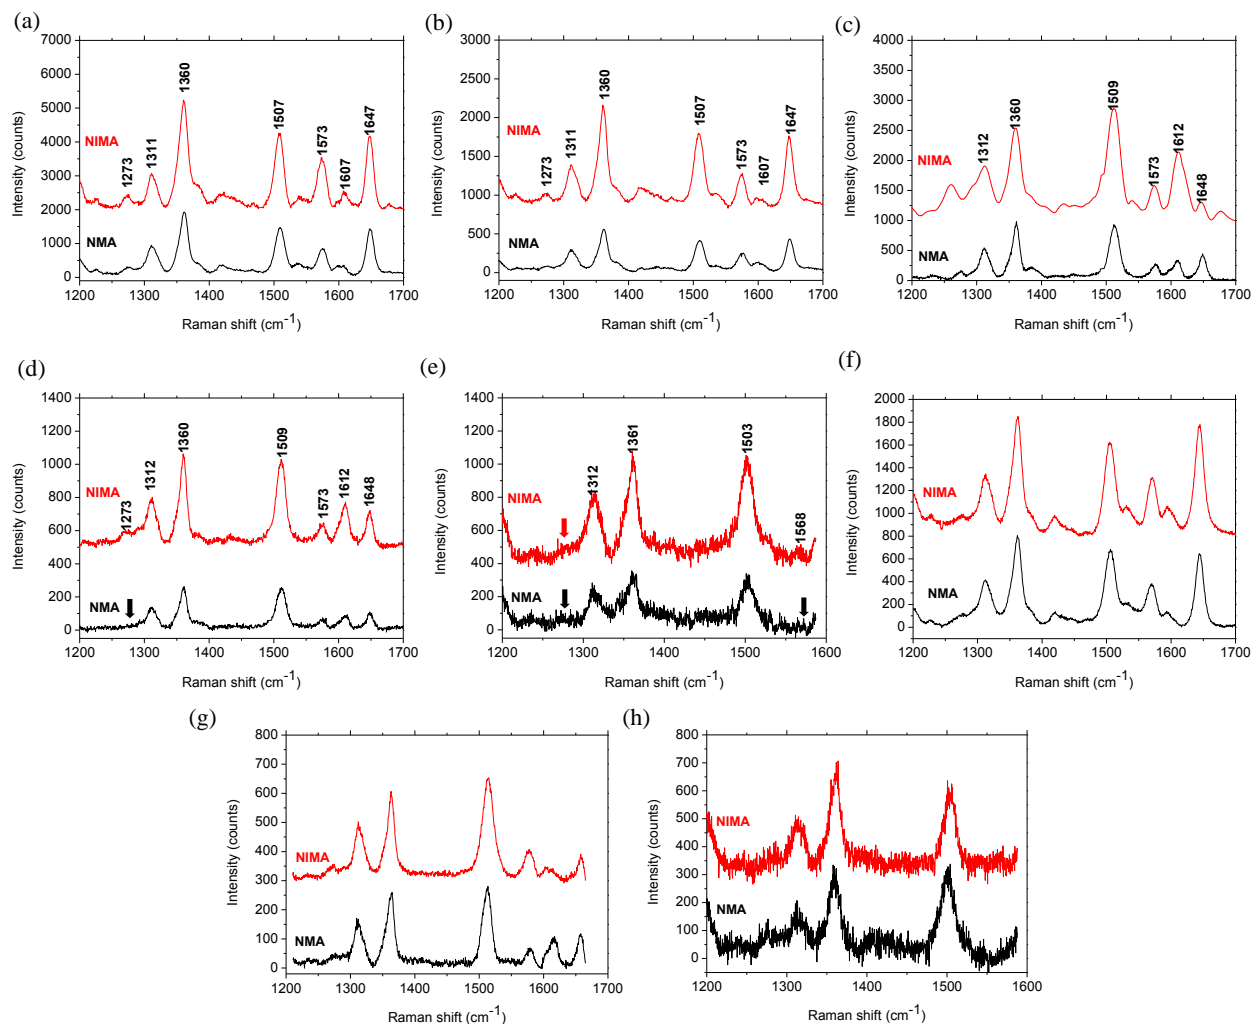 (a)
7000
6000
5000
4000
3000
2000
1000
0
Intensity (counts)
NIMA
NMA
1273
1311
1360
1507
1573
1607
1647
1200 1300 1400 1500 1600 1700
Raman shift (cm-1)
(b)
3000
2500
2000
1500
1000
500
0
Intensity (counts)
NIMA
NMA
1273
1311
1360
1507
1573
1607
1647
1200 1300 1400 1500 1600 1700
Raman shift (cm-1)
(c)
4000
3500
3000
2500
2000
1500
1000
500
0
Intensity (counts)
NIMA
NMA
1312
1360
1509
1573
1612
1648
1200 1300 1400 1500 1600 1700
Raman shift (cm-1)
(d)
1400
1200
1000
800
600
400
200
0
Intensity (counts)
NIMA
NMA
1273
1312
1360
1509
1573
1612
1648
1200 1300 1400 1500 1600 1700
Raman shift (cm-1)
(e)
1400
1200
1000
800
600
400
200
0
Intensity (counts)
NIMA
NMA
1312
1361
1503
1568
1200 1300 1400 1500 1600
Raman shift (cm-1)
(f)
2000
1800
1600
1400
1200
1000
800
600
400
200
0
Intensity (counts)
NIMA
NMA
1200 1300 1400 1500 1600 1700
Raman shift (cm-1)
(g)
800
700
600
500
400
300
200
100
0
Intensity (counts)
NIMA
NMA
1200 1300 1400 1500 1600 1700
Raman shift (cm-1)
(h)
800
700
600
500
400
300
200
100
0
Intensity (counts)
NIMA
NMA
1200 1300 1400 1500 1600
Raman shift (cm-1)